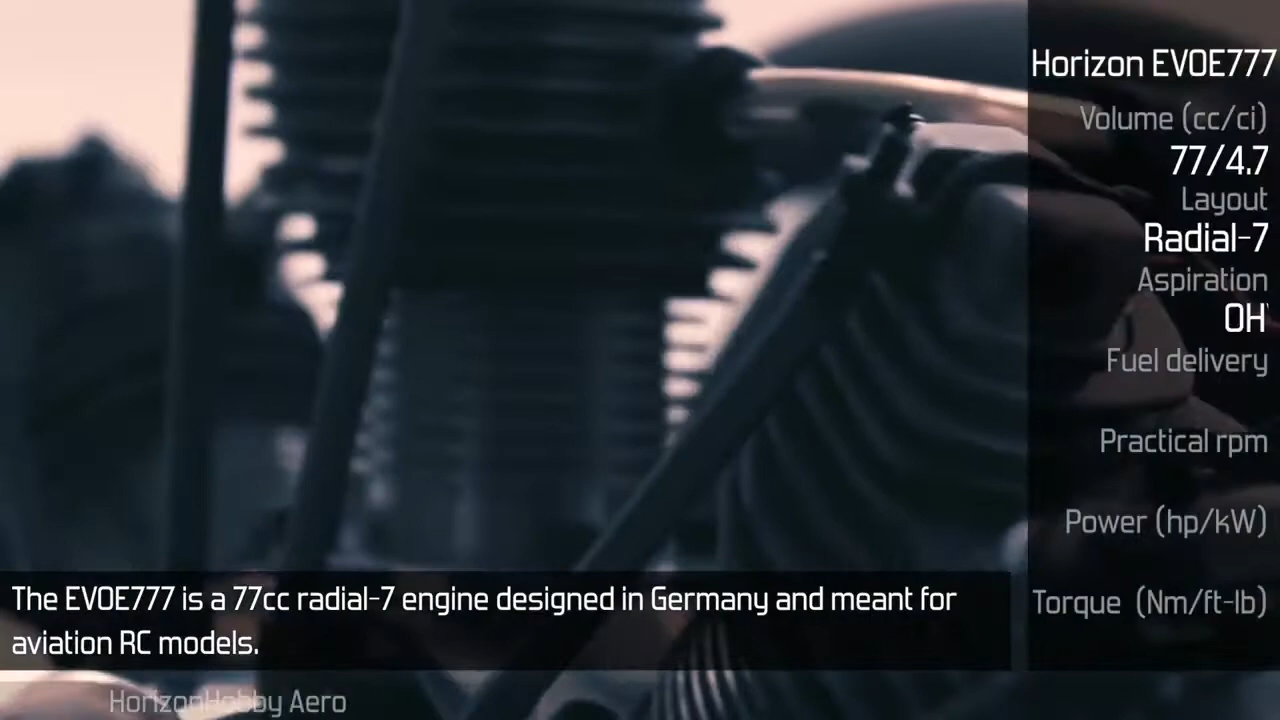 Horizon EVOE777
Volume (cc/ci)
77/4.7
Layout
Radial-7
Aspiration
OH
Fuel delivery
Practical rpm
Power (hp/kW)
Torque (Nm/ft-lb)
The EVOE777 is a 77cc radial-7 engine designed in Germany and meant for
aviation RC models.
HorizonHobby Aero